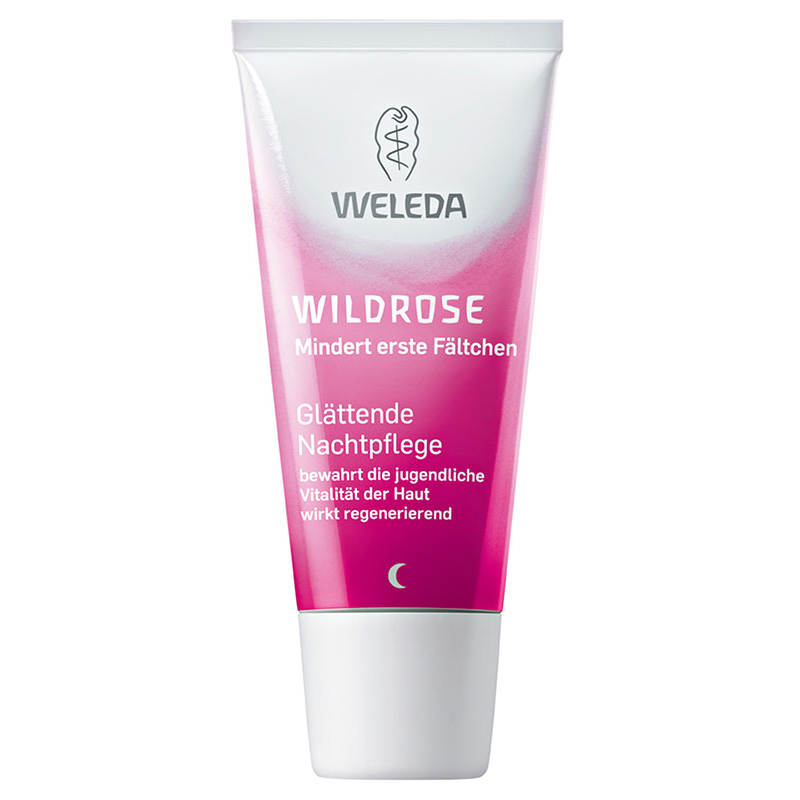 WELEDA
WILDROSE
Mindert erste Fältchen
Glättende
Nachtpflege
bewahrt die jugendliche
Vitalität der Haut
wirkt regenerierend